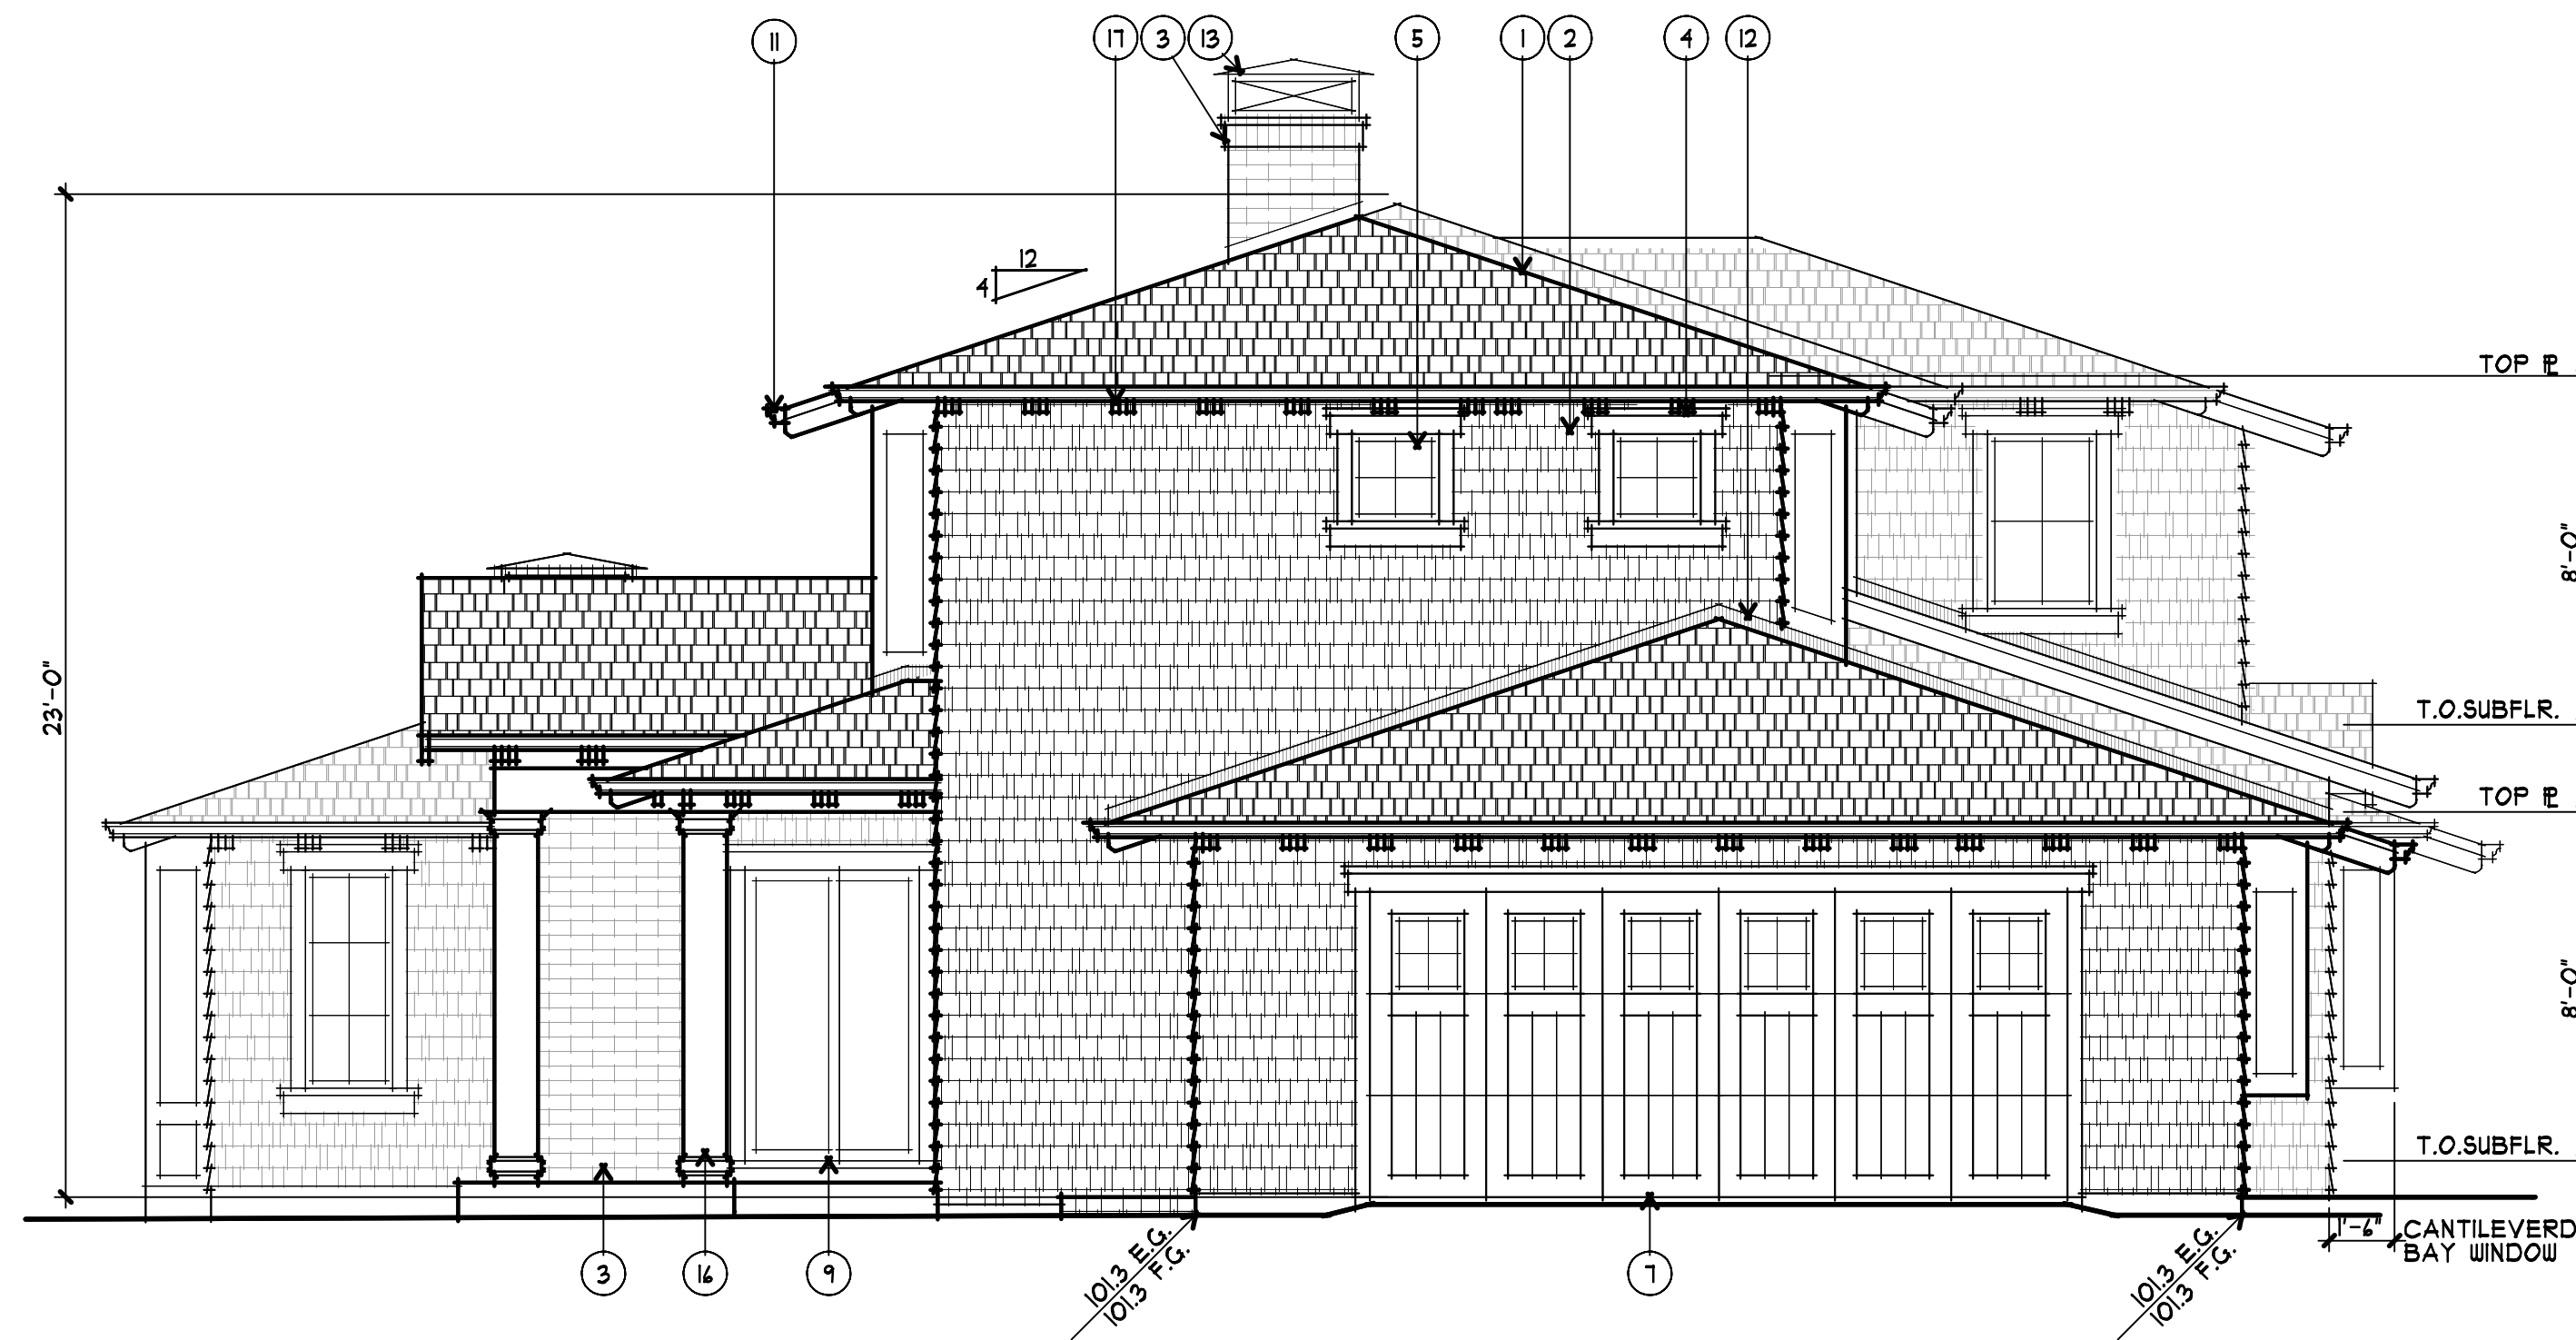 11
17
3
13
5
1
2
4
12
12
4
TOP PL
8'-0"
23'-0"
T.O.SUBFLR.
TOP PL
8'-0"
T.O.SUBFLR.
1'-6"
CANTILEVERD
BAY WINDOW
101.3 E.G.
101.3 F.G.
101.3 E.G.
101.3 F.G.
3
16
9
7